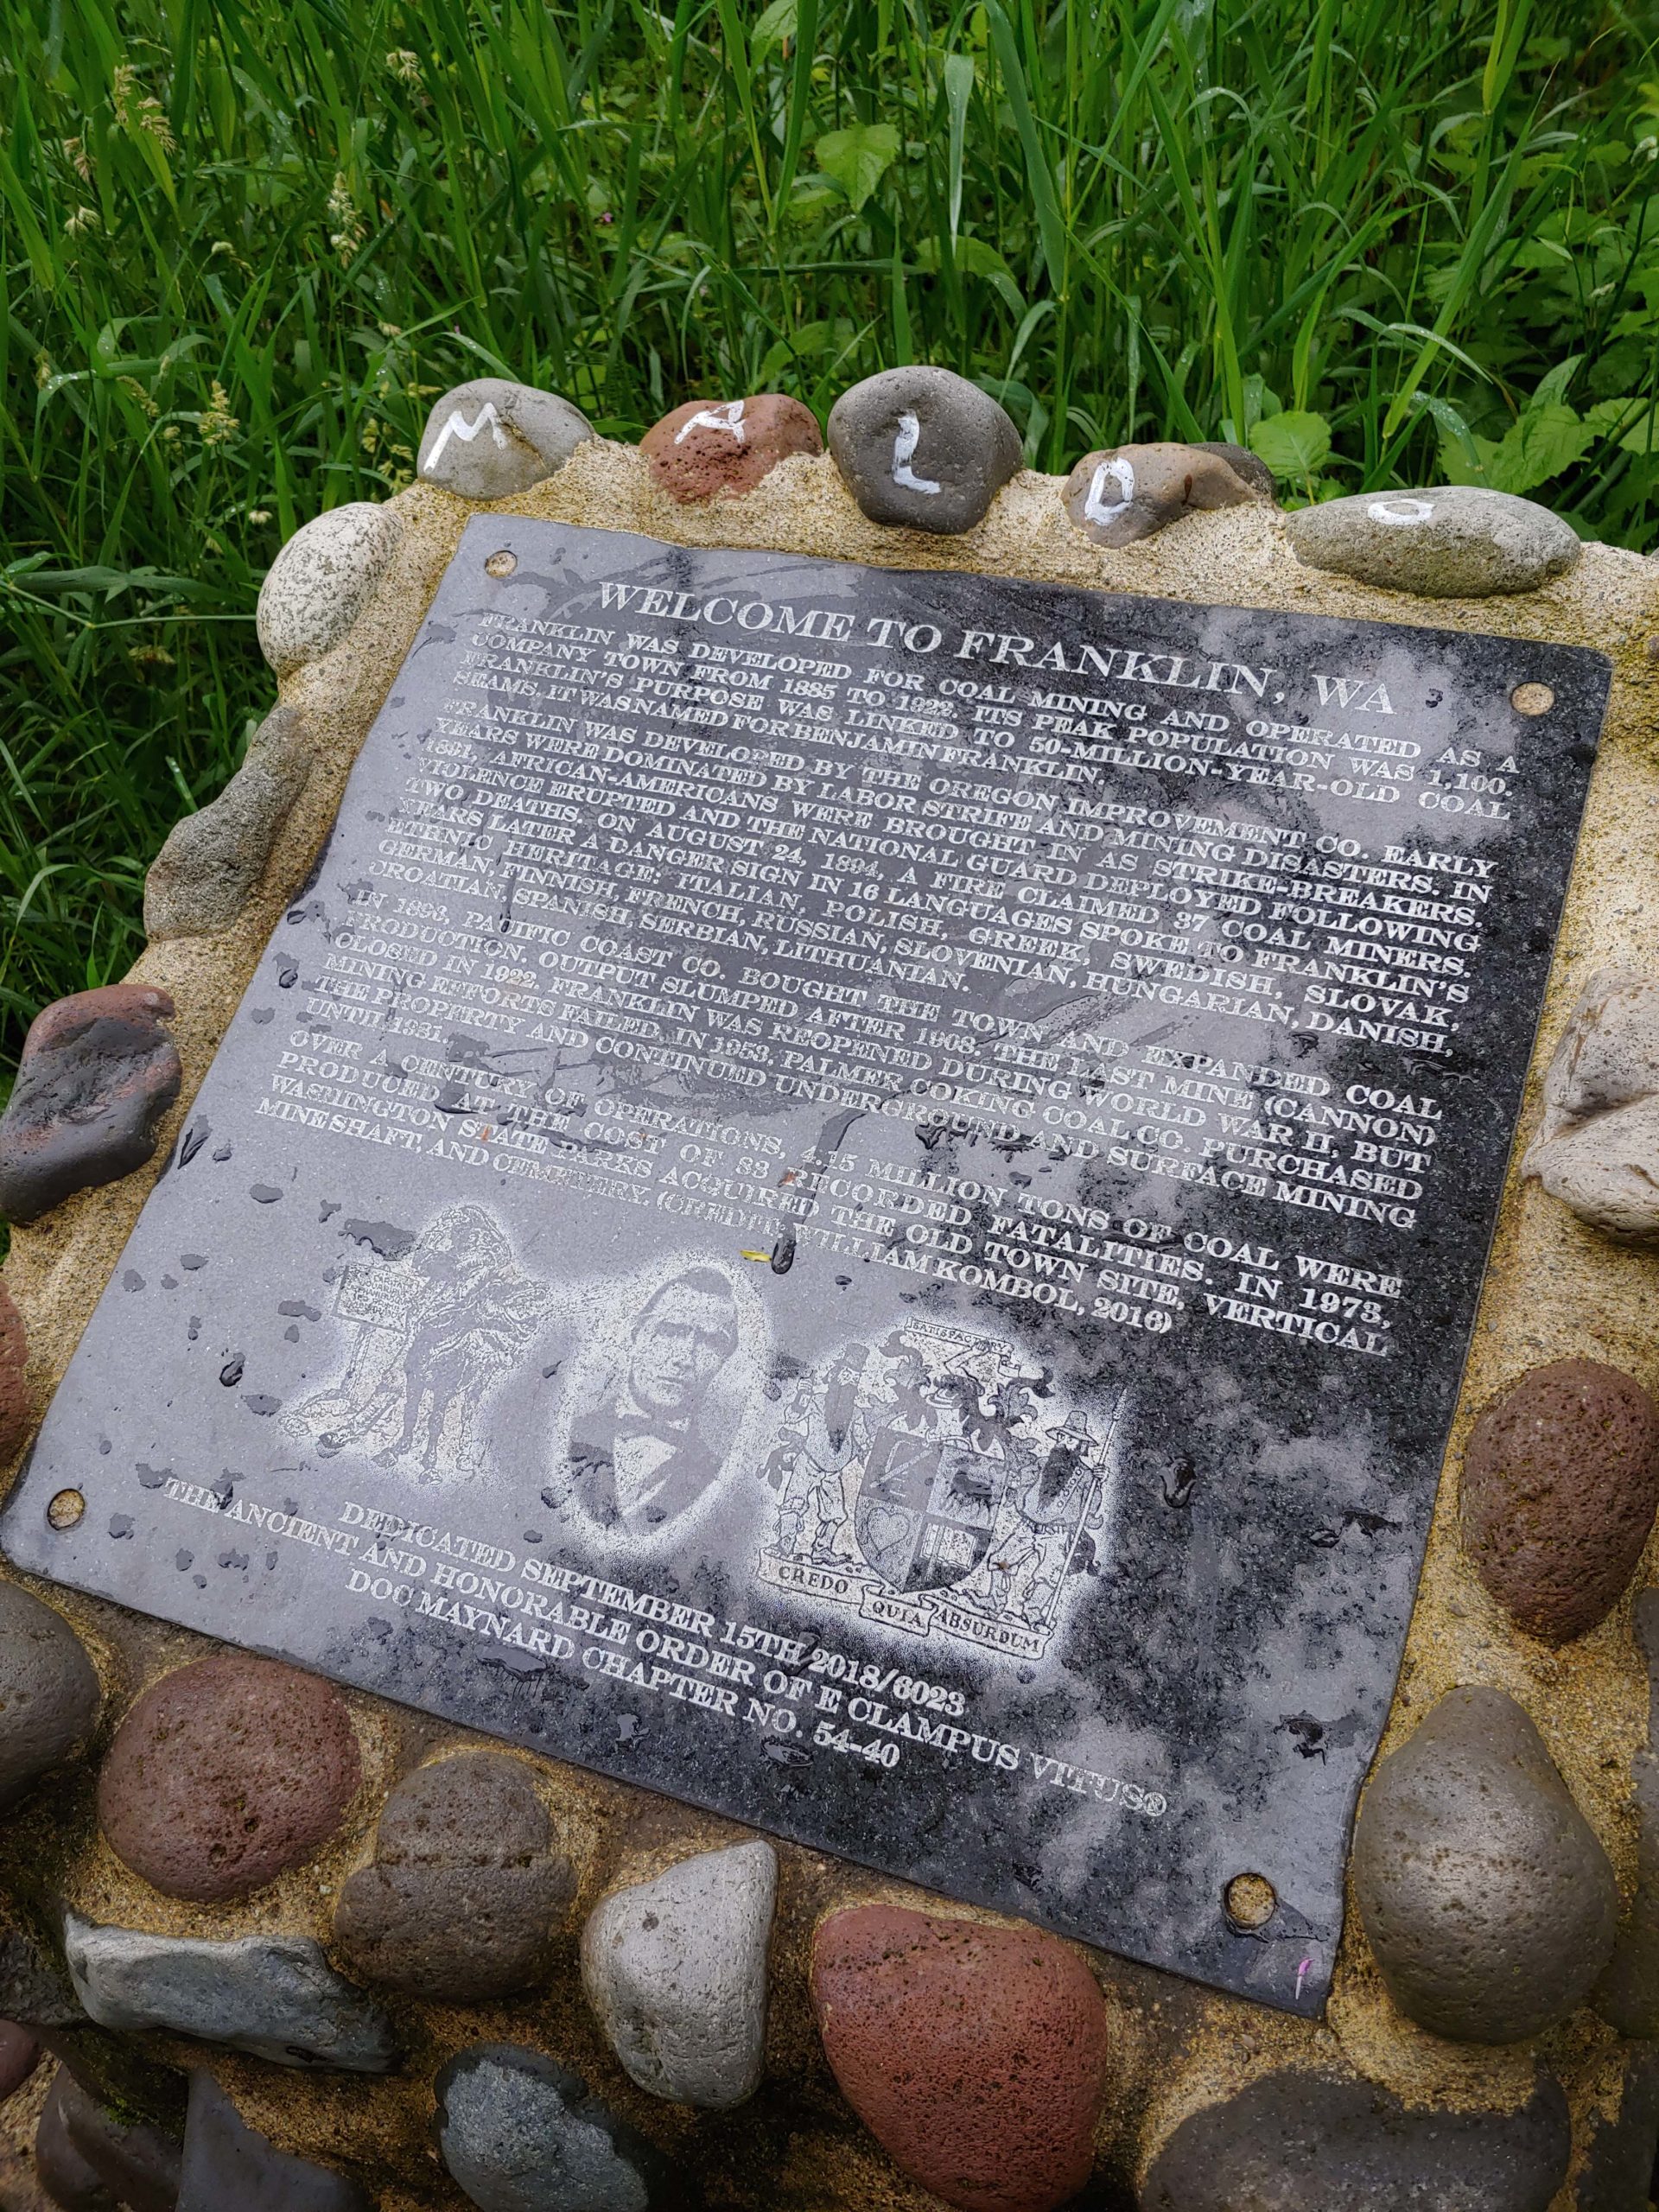 M A L D O
WELCOME TO FRANKLIN, WA
FRANKLIN WAS DEVELOPED FOR COAL MINING AND OPERATED AS A
COMPANY TOWN FROM 1885 TO 1922. ITS PEAK POPULATION WAS 1,100.
FRANKLIN'S PURPOSE WAS LINKED TO 50-MILLION-YEAR-OLD COAL
SEAMS. IT WAS NAMED FOR BENJAMIN FRANKLIN.
FRANKLIN WAS DEVELOPED BY THE OREGON IMPROVEMENT CO. EARLY
YEARS WERE DOMINATED BY LABOR STRIFE AND MINING DISASTERS. IN
1891, AFRICAN-AMERICANS WERE BROUGHT IN AS STRIKE-BREAKERS.
VIOLENCE ERUPTED AND THE NATIONAL GUARD DEPLOYED FOLLOWING
TWO DEATHS. ON AUGUST 24, 1894, A FIRE CLAIMED 37 COAL MINERS.
YEARS LATER A DANGER SIGN IN 16 LANGUAGES SPOKE TO FRANKLIN'S
ETHNIC HERITAGE: ITALIAN, POLISH, GREEK, SWEDISH, SLOVAK,
GERMAN, FINNISH, FRENCH, RUSSIAN, SLOVENIAN, HUNGARIAN, DANISH,
CROATIAN, SPANISH, SERBIAN, LITHUANIAN.
IN 1898, PACIFIC COAST CO. BOUGHT THE TOWN AND EXPANDED COAL
PRODUCTION. OUTPUT SLUMPED AFTER 1908. THE LAST MINE (CANNON)
CLOSED IN 1922. FRANKLIN WAS REOPENED DURING WORLD WAR II, BUT
MINING EFFORTS FAILED. IN 1953, PALMER COKING COAL CO. PURCHASED
THE PROPERTY AND CONTINUED UNDERGROUND AND SURFACE MINING
UNTIL 1981.
OVER A CENTURY OF OPERATIONS, 4.15 MILLION TONS OF COAL WERE
PRODUCED AT THE COST OF 88 RECORDED FATALITIES. IN 1973,
WASHINGTON STATE PARKS ACQUIRED THE OLD TOWN SITE, VERTICAL
MINE SHAFT, AND CEMETERY. (CREDIT: WILLIAM KOMBOL, 2016)
SATISFACTORY
CREDO QUIA ABSURDUM
DEDICATED SEPTEMBER 15TH 2018/6023
THE ANCIENT AND HONORABLE ORDER OF E CLAMPUS VITUS®
DOC MAYNARD CHAPTER NO. 54-40